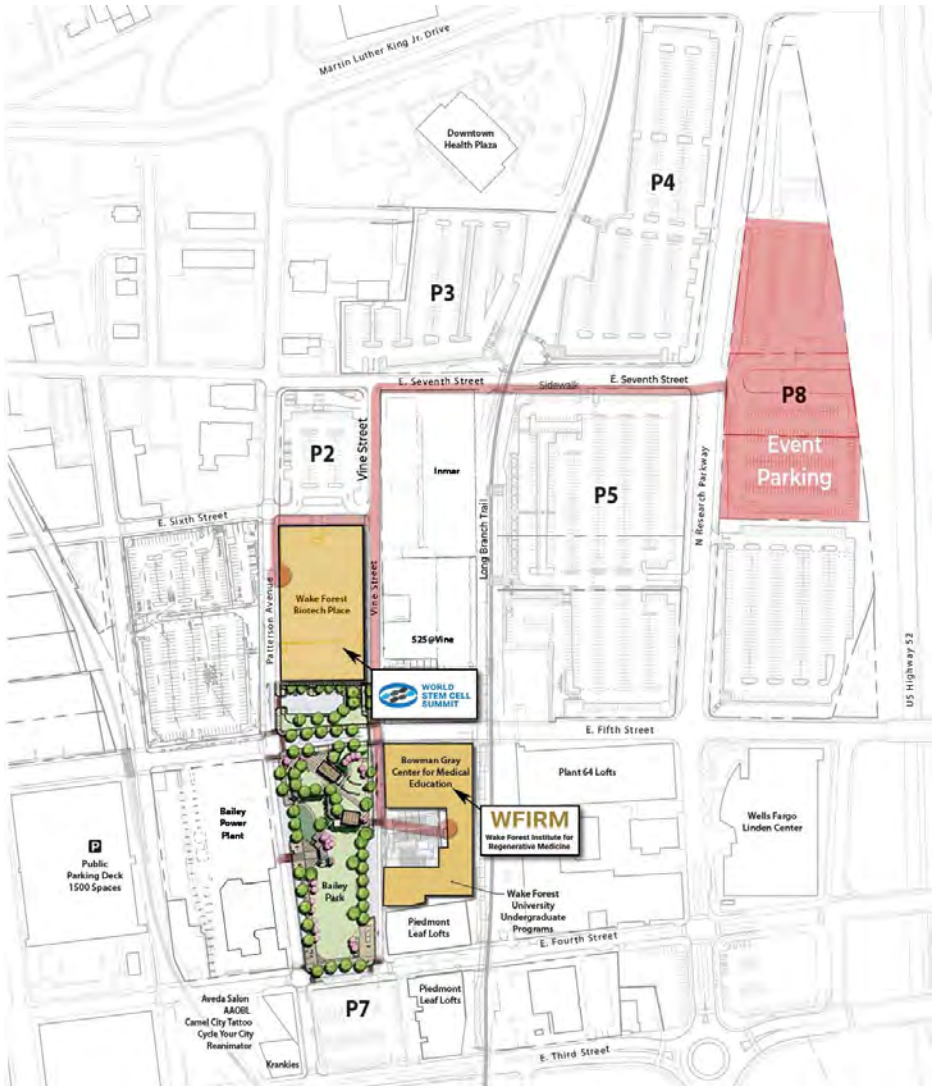 Martin Luther King Jr. Drive
Downtown
Health Plaza
P4
P3
E. Seventh Street
Sidewalk
E. Seventh Street
P8
Event
Parking
P2
Vine Street
Inmar
Long Branch Trail
P5
N Research Parkway
E. Sixth Street
Patterson Avenue
Wake Forest
Biotech Place
Vine Street
525@Vine
US Highway 52
WORLD
STEM CELL
SUMMIT
E. Fifth Street
Bowman Gray
Center for Medical
Education
Plant 64 Lofts
WFIRM
Wake Forest Institute for
Regenerative Medicine
Wells Fargo
Linden Center
Bailey
Power
Plant
P
Public
Parking Deck
1500 Spaces
Bailey
Park
Wake Forest
University
Undergraduate
Programs
Piedmont
Leaf Lofts
E. Fourth Street
Piedmont
Leaf Lofts
P7
Aveda Salon
AAOBL
Camel City Tattoo
Cycle Your City
Reanimator
Krankies
E. Third Street